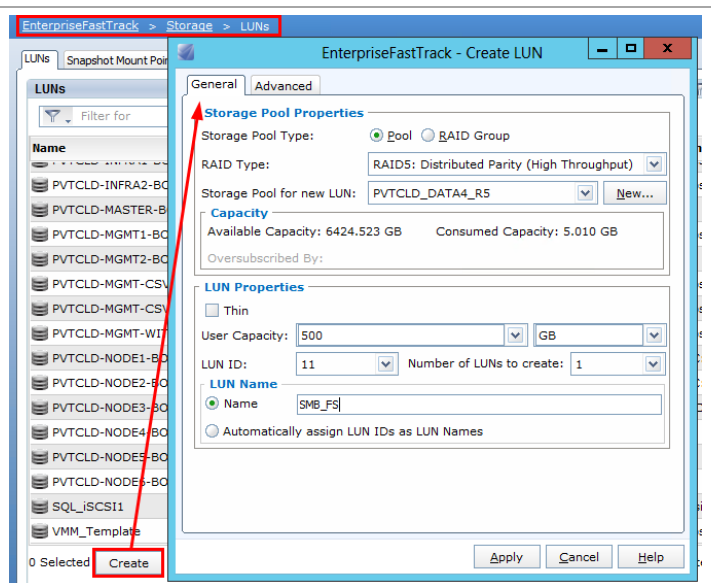 EnterpriseFastTrack > Storage > LUNs
LUNs
Snapshot Mount Poin
LUNs
Filter for
Name
PVTCLD-INFRA2-BO
PVTCLD-MASTER-B
PVTCLD-MGMT1-BO
PVTCLD-MGMT2-BO
PVTCLD-MGMT-CSV
PVTCLD-MGMT-CSV
PVTCLD-MGMT-WIT
PVTCLD-NODE1-BO
PVTCLD-NODE2-BO
PVTCLD-NODE3-BO
PVTCLD-NODE4-BO
PVTCLD-NODE5-BO
PVTCLD-NODE6-BO
SQL_iSCSI1
VMM_Template
0 Selected
Create
EnterpriseFastTrack - Create LUN
General
Advanced
Storage Pool Properties
Storage Pool Type:
Pool
RAID Group
RAID Type:
RAID5: Distributed Parity (High Throughput)
Storage Pool for new LUN:
PVTCLD_DATA4_R5
New...
Capacity
Available Capacity: 6424.523 GB
Consumed Capacity: 5.010 GB
Oversubscribed By:
LUN Properties
Thin
User Capacity:
500
GB
LUN ID:
11
Number of LUNs to create:
1
LUN Name
Name
SMB_FS
Automatically assign LUN IDs as LUN Names
Apply
Cancel
Help